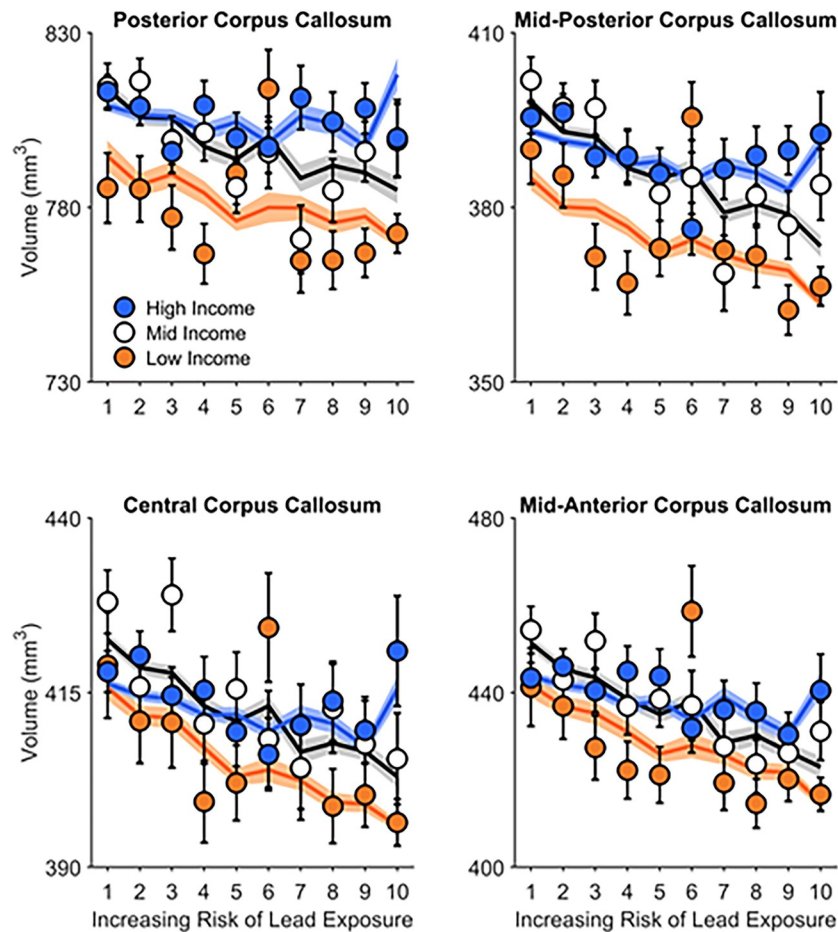 Posterior Corpus Callosum
830
780
730
Volume (mm3)
High Income
Mid Income
Low Income
1 2 3 4 5 6 7 8 9 10
Mid-Posterior Corpus Callosum
410
380
350
1 2 3 4 5 6 7 8 9 10
Central Corpus Callosum
440
415
390
Volume (mm3)
1 2 3 4 5 6 7 8 9 10
Increasing Risk of Lead Exposure
Mid-Anterior Corpus Callosum
480
440
400
1 2 3 4 5 6 7 8 9 10
Increasing Risk of Lead Exposure